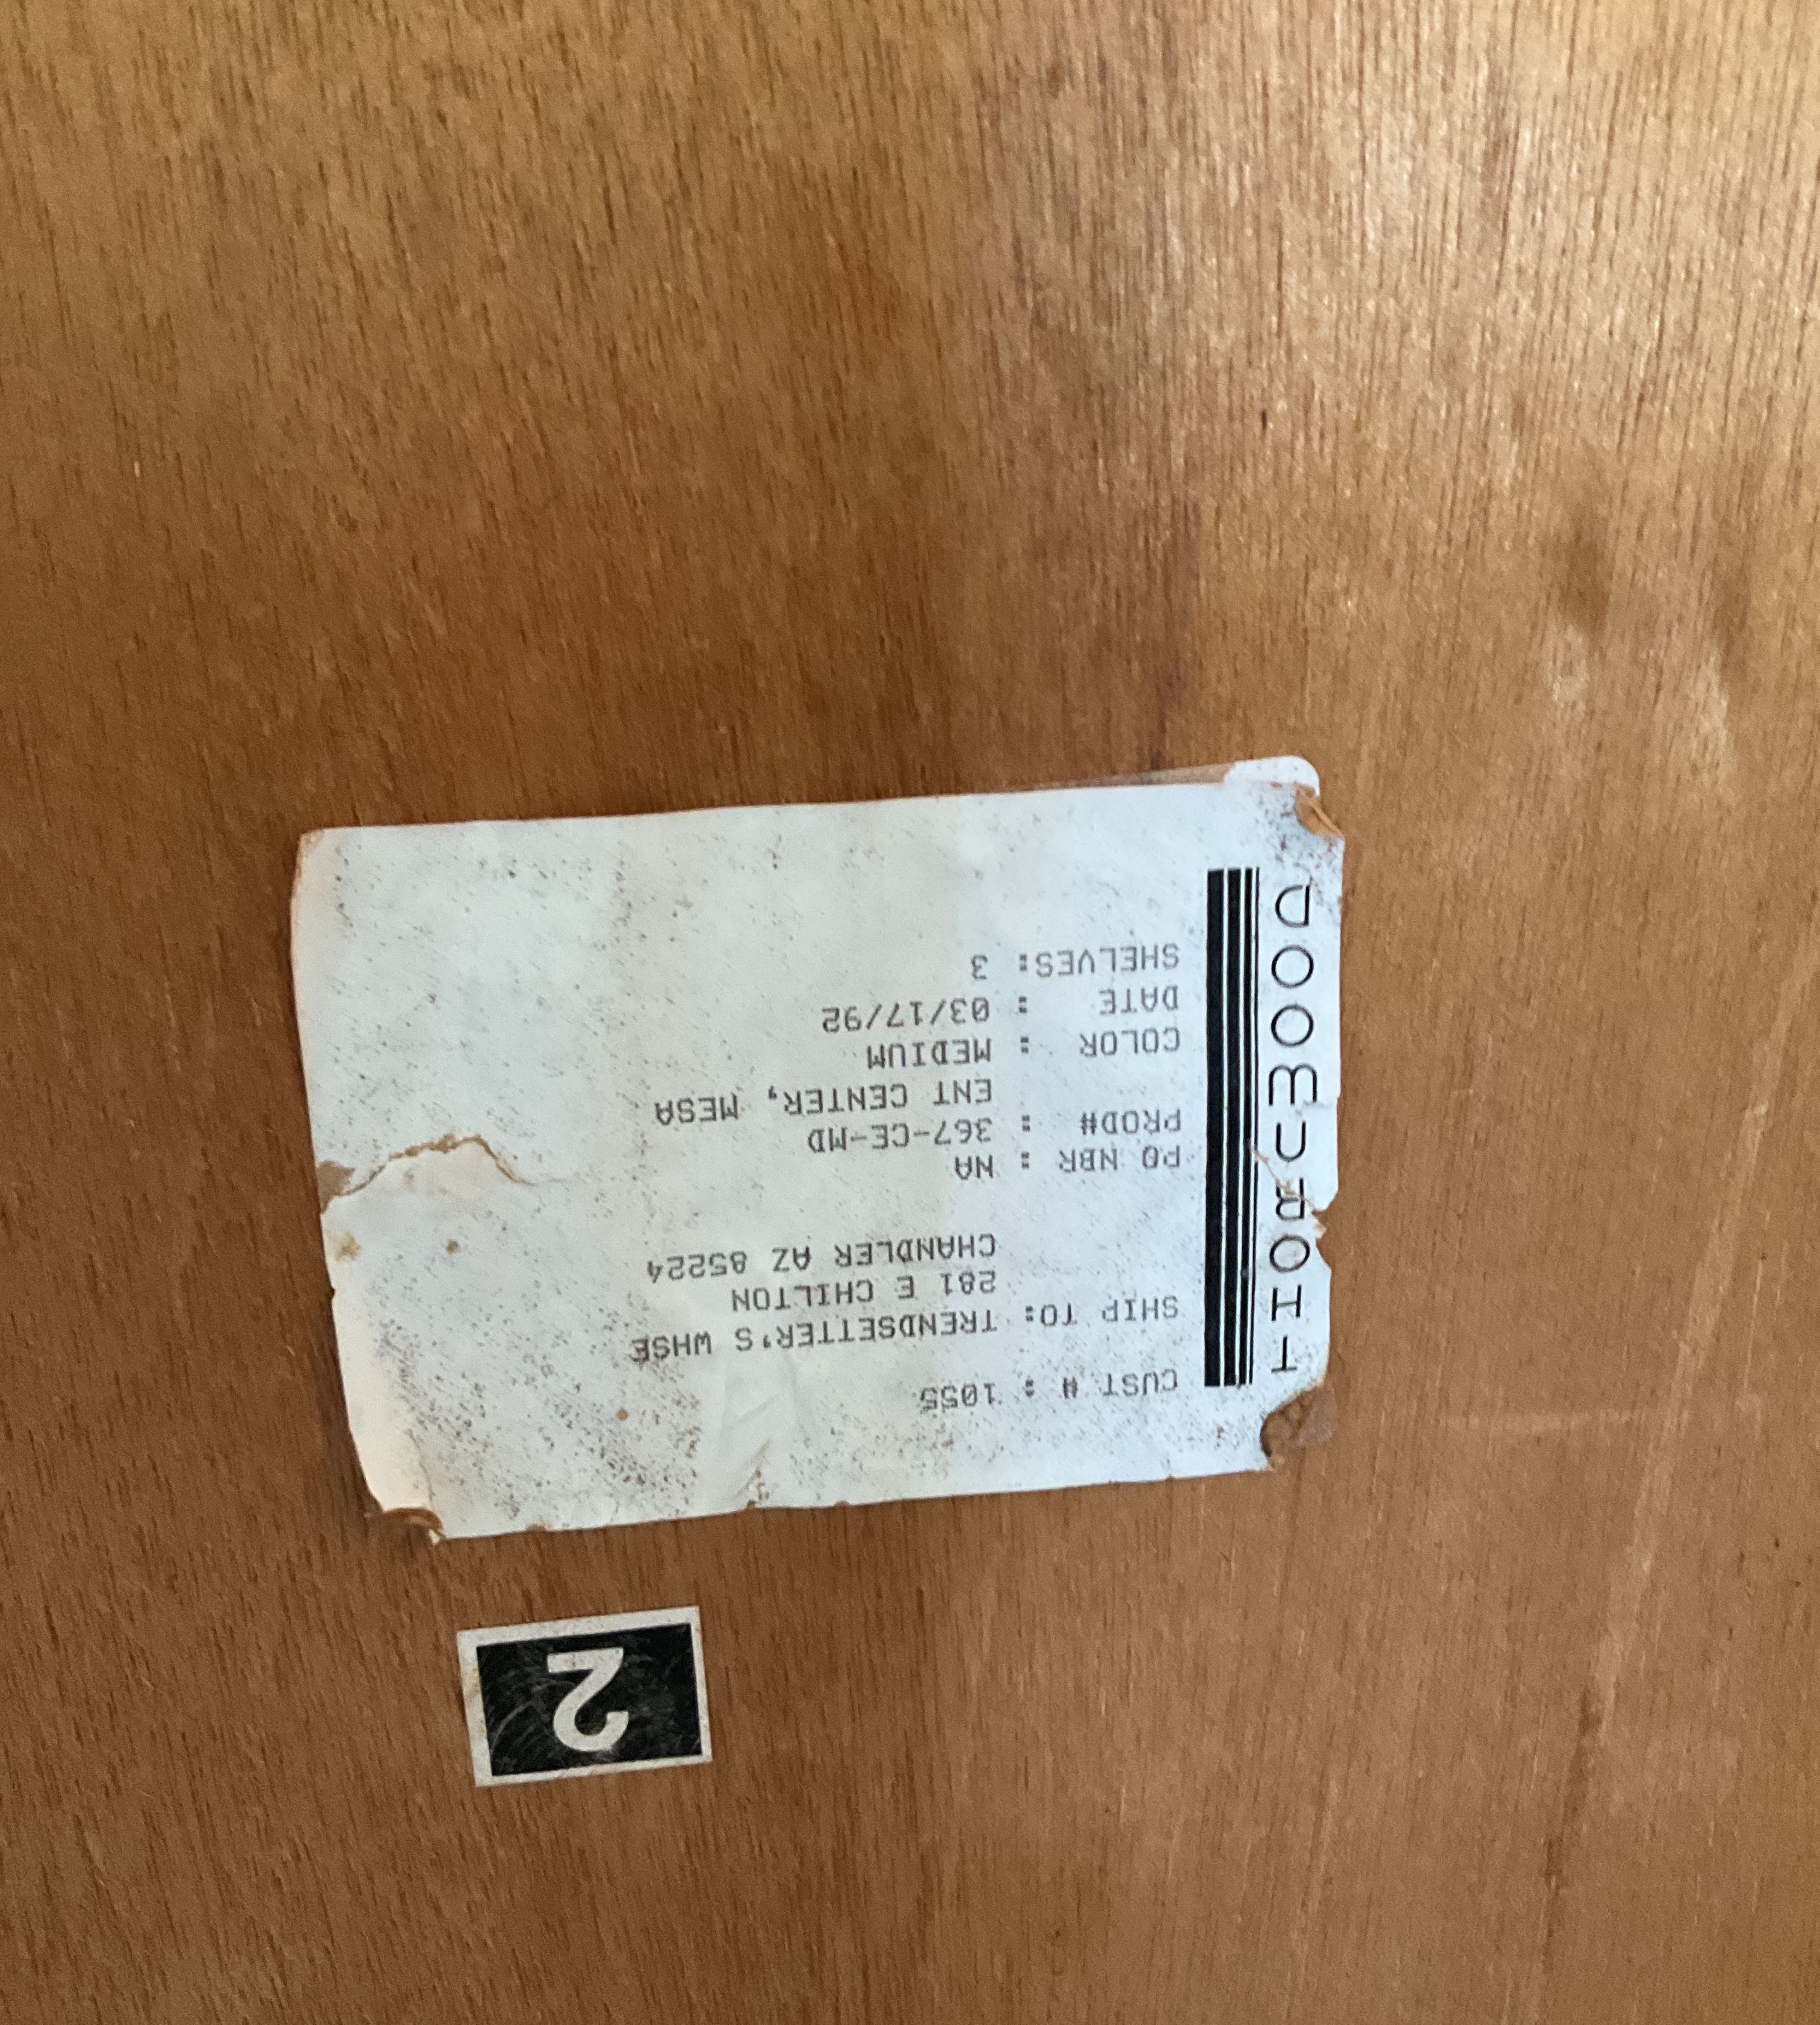 THORNWOOD
CUST # : 1055
SHIP TO: TRENDSETTER'S WHSE
281 E CHILTON
CHANDLER AZ 85224
PO NBR : NA
PROD# : 367-CE-MD
ENT CENTER, MESA
COLOR : MEDIUM
DATE : 03/17/92
SHELVES: 3
2